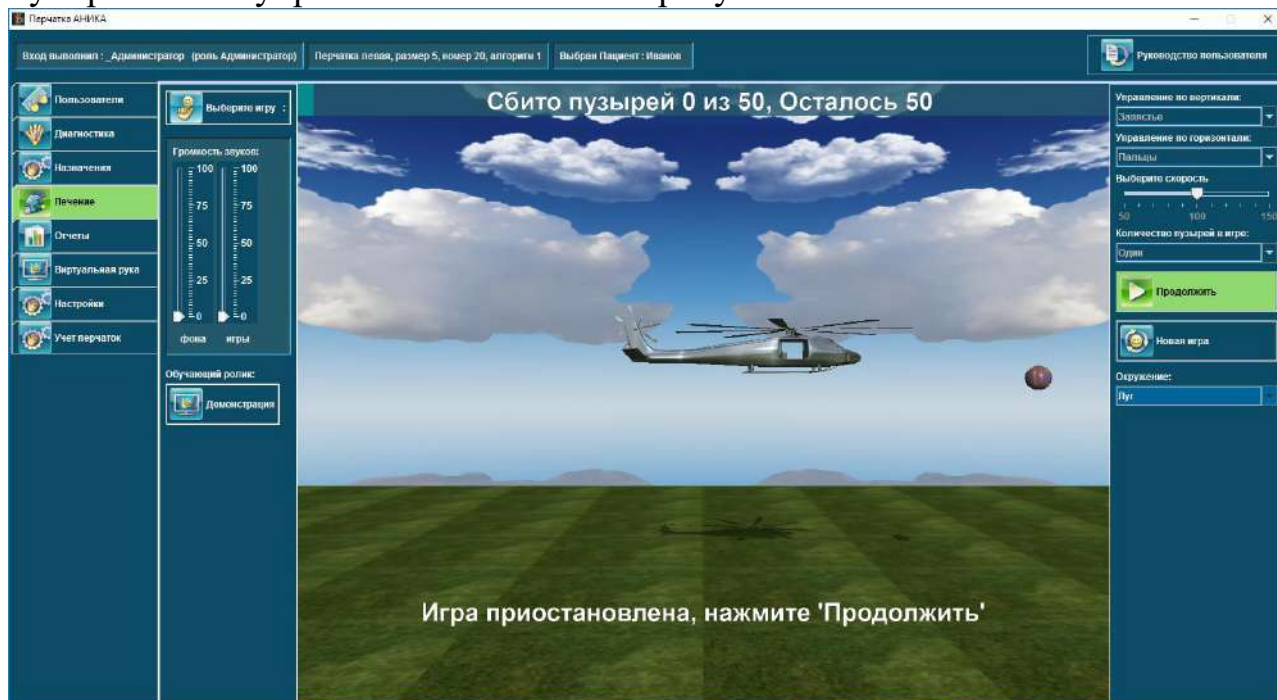 Перчатка АНИКА
Вход выполнил : _Администратор (роль Администратор)
Перчатка левая, размер 5, номер 20, алгоритм 1
Выбран Пациент : Иванов
Руководство пользователя
Пользователи
Диагностика
Назначения
Лечение
Отчеты
Виртуальная рука
Настройки
Учет перчаток
Выберите игру :
Громкость звуков:
100 100
75 75
50 50
25 25
0 0
фона игры
Обучающий ролик:
Демонстрация
Сбито пузырей 0 из 50, Осталось 50
Игра приостановлена, нажмите 'Продолжить'
Управление по вертикали:
Запястье
Управление по горизонтали:
Пальцы
Выберите скорость
50 100 150
Количество пузырей в игре:
Один
Продолжить
Новая игра
Окружение:
Луг